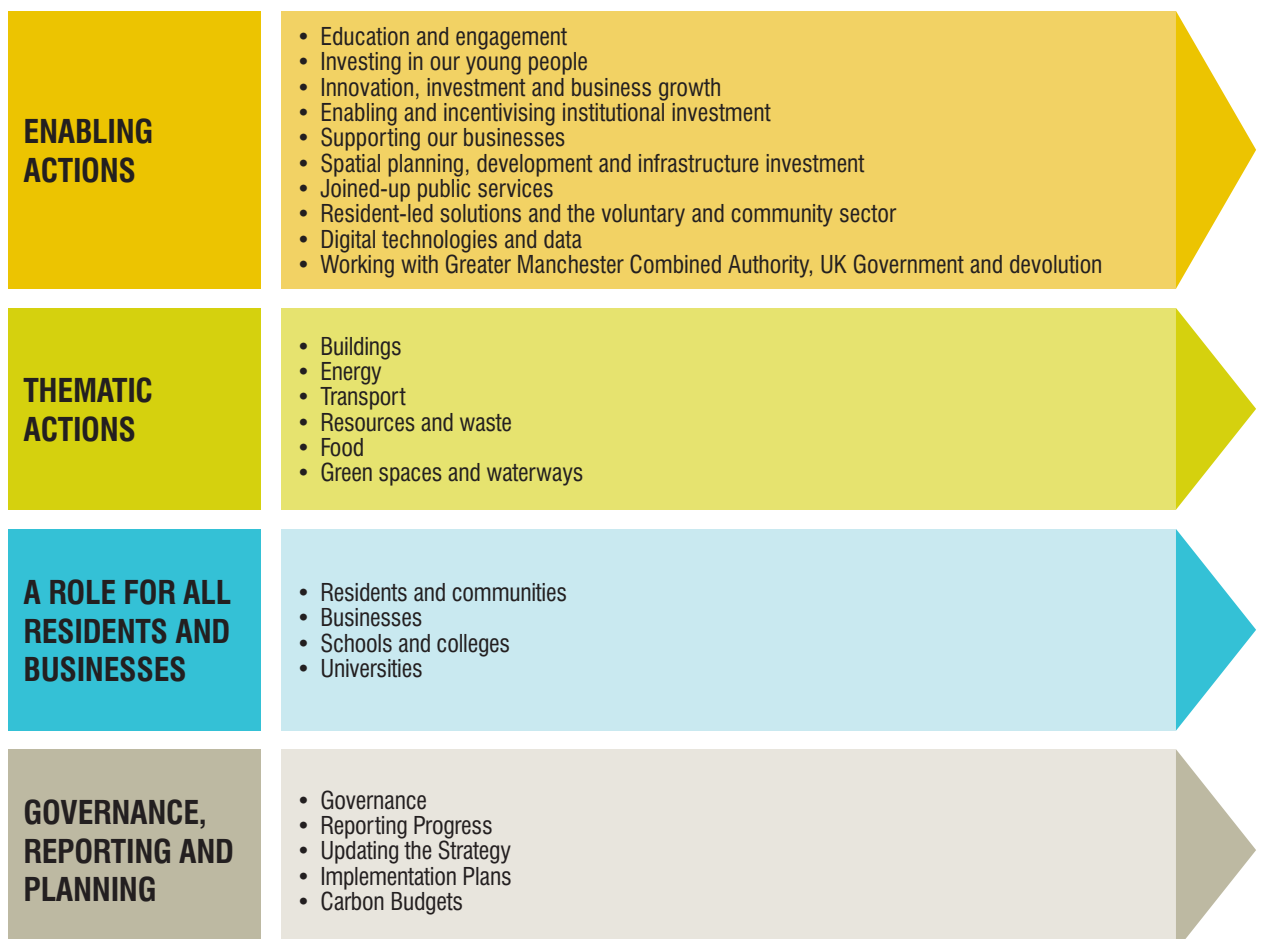 ENABLING
ACTIONS
• Education and engagement
• Investing in our young people
• Innovation, investment and business growth
• Enabling and incentivising institutional investment
• Supporting our businesses
• Spatial planning, development and infrastructure investment
• Joined-up public services
• Resident-led solutions and the voluntary and community sector
• Digital technologies and data
• Working with Greater Manchester Combined Authority, UK Government and devolution
THEMATIC
ACTIONS
• Buildings
• Energy
• Transport
• Resources and waste
• Food
• Green spaces and waterways
A ROLE FOR ALL
RESIDENTS AND
BUSINESSES
• Residents and communities
• Businesses
• Schools and colleges
• Universities
GOVERNANCE,
REPORTING AND
PLANNING
• Governance
• Reporting Progress
• Updating the Strategy
• Implementation Plans
• Carbon Budgets